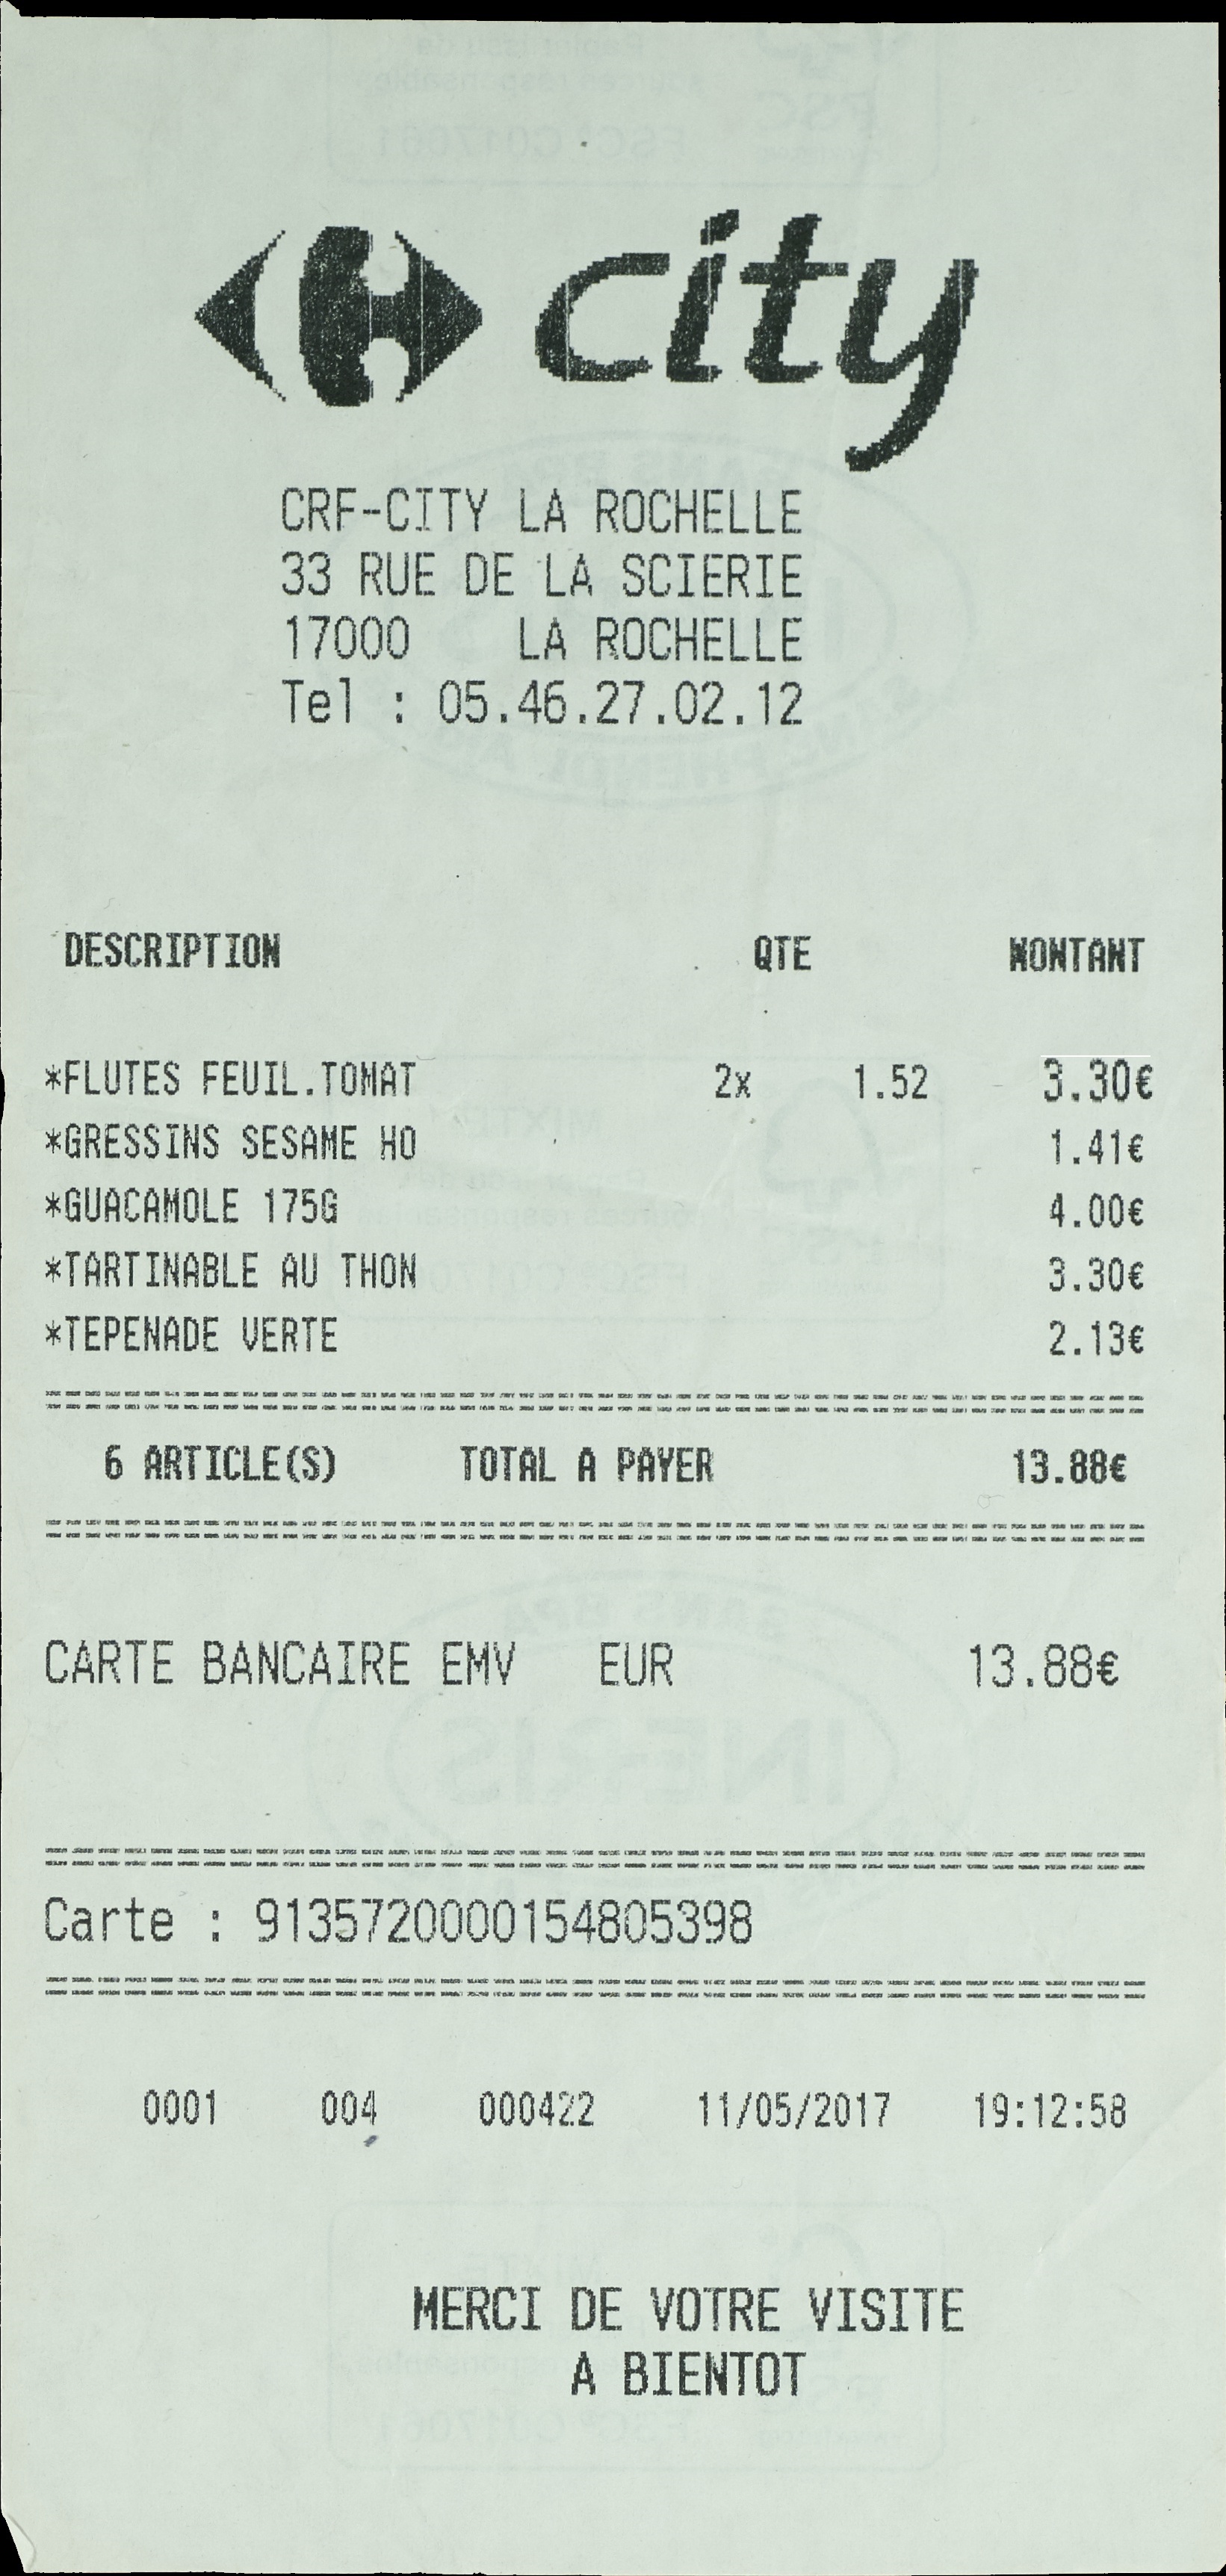 city
CRF-CITY LA ROCHELLE
33 RUE DE LA SCIERIE
17000 LA ROCHELLE
Tel : 05.46.27.02.12
DESCRIPTION QTE MONTANT
*FLUTES FEUIL.TOMAT 2x 1.52 3.30€
*GRESSINS SESAME HO 1.41€
*GUACAMOLE 175G 4.00€
*TARTINABLE AU THON 3.30€
*TEPENADE VERTE 2.13€
6 ARTICLE(S) TOTAL A PAYER 13.88€
CARTE BANCAIRE EMV EUR 13.88€
Carte : 9135720000154805398
0001 004 000422 11/05/2017 19:12:58
MERCI DE VOTRE VISITE
A BIENTOT